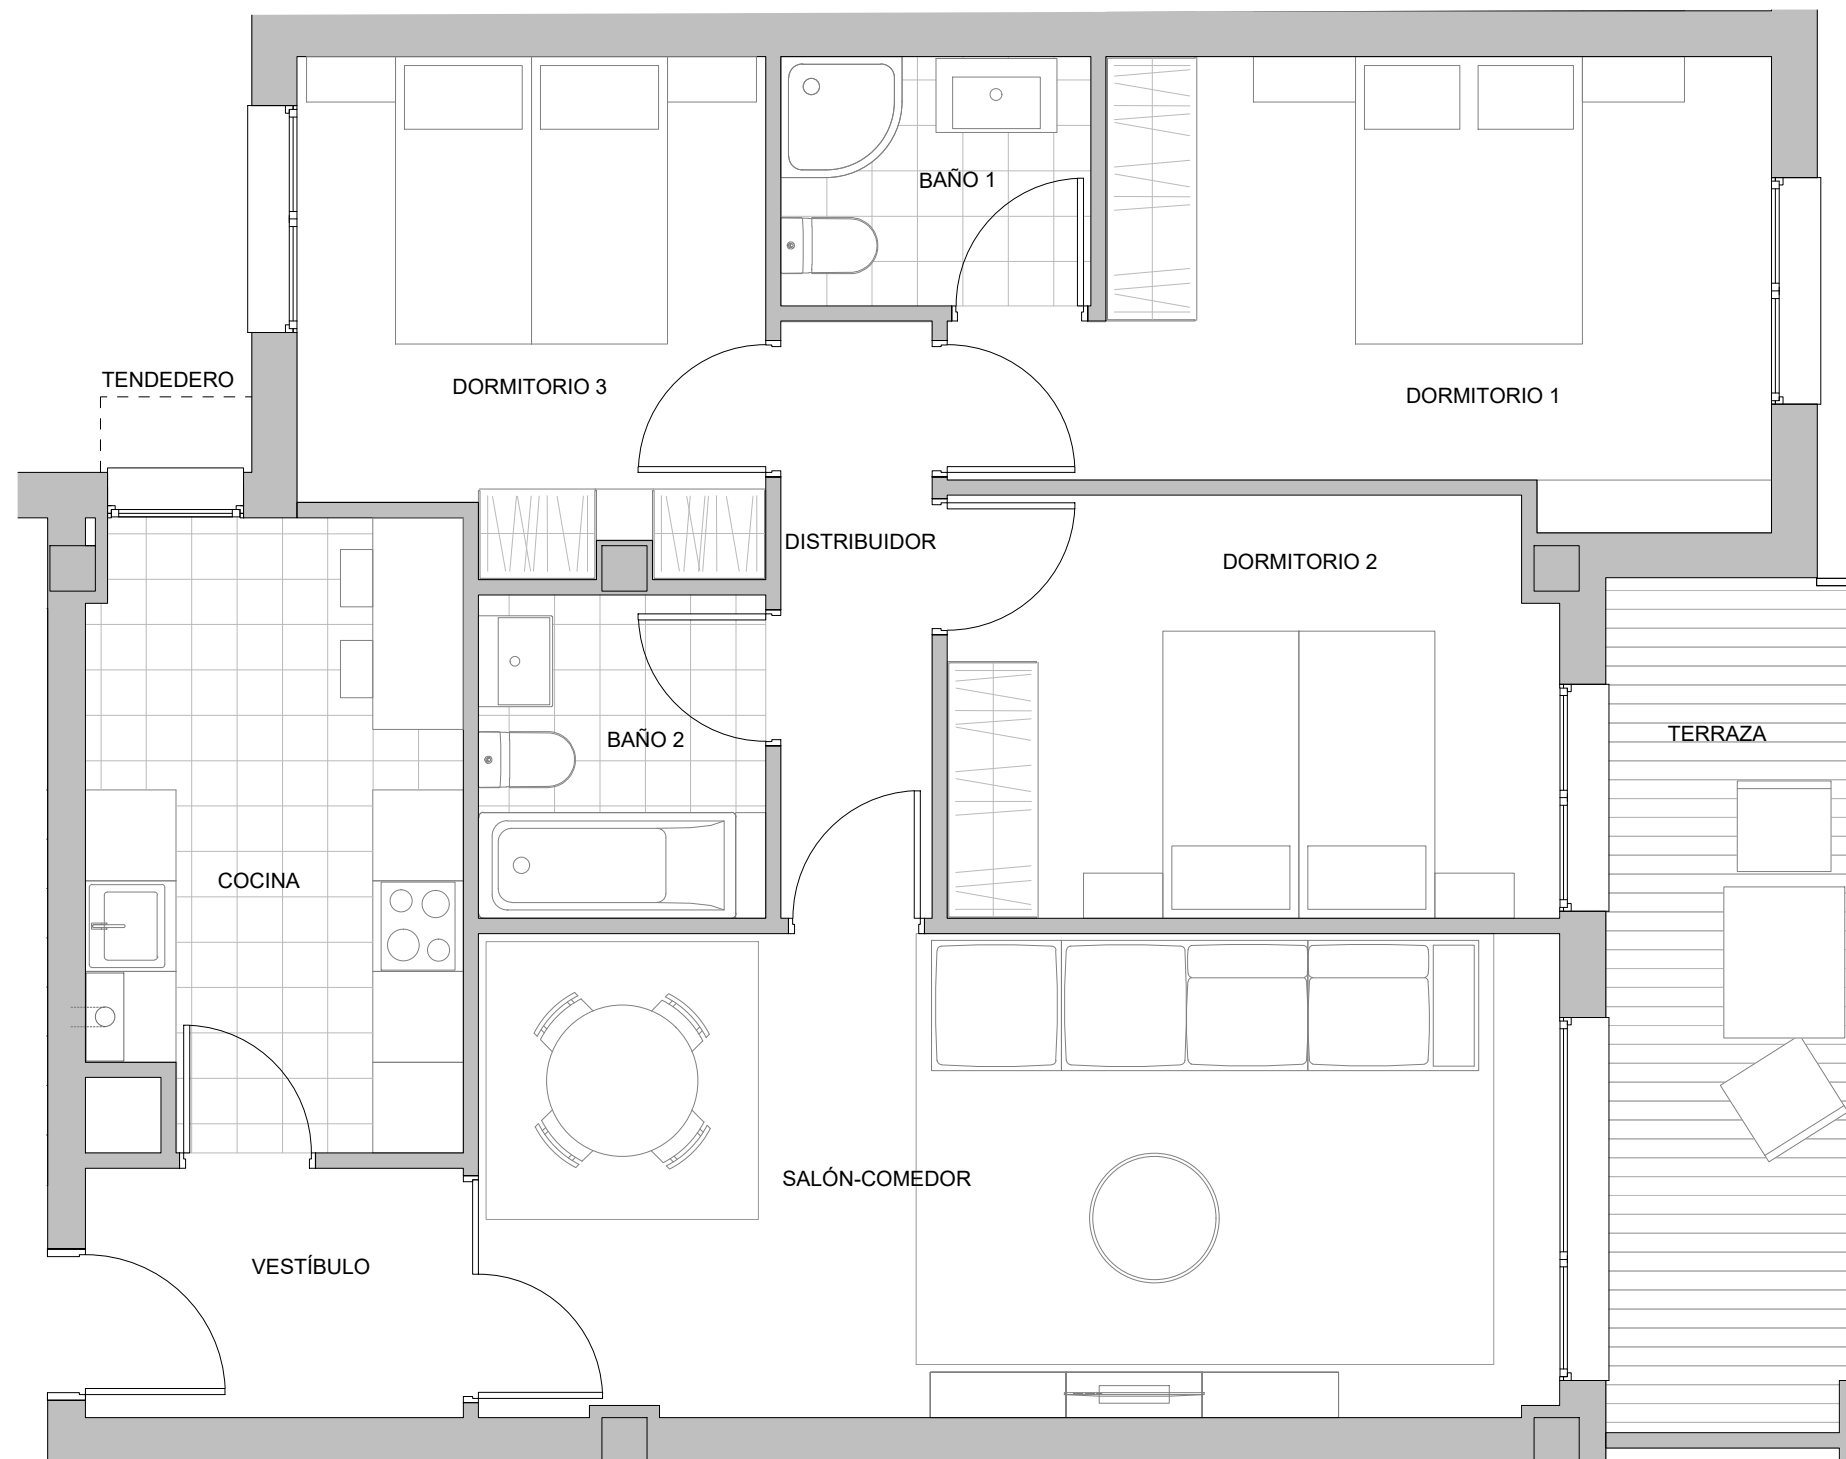 BAÑO 1
TENDEDERO
DORMITORIO 3
DORMITORIO 1
DISTRIBUIDOR
DORMITORIO 2
TERRAZA
BAÑO 2
COCINA
SALÓN-COMEDOR
VESTÍBULO